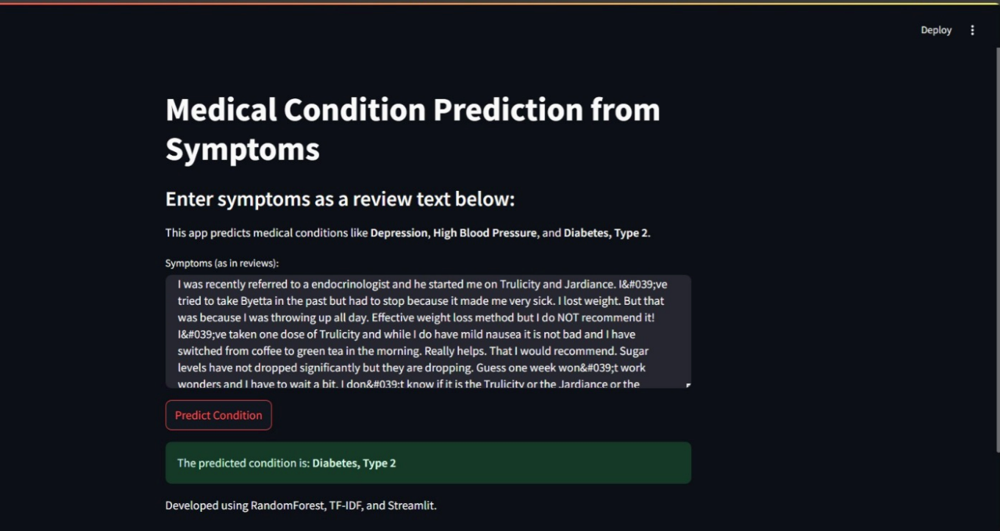 Deploy
Medical Condition Prediction from
Symptoms
Enter symptoms as a review text below:
This app predicts medical conditions like Depression, High Blood Pressure, and Diabetes, Type 2.
Symptoms (as in reviews):
I was recently referred to a endocrinologist and he started me on Trulicity and Jardiance. I&#039;ve
tried to take Byetta in the past but had to stop because it made me very sick. I lost weight. But that
was because I was throwing up all day. Effective weight loss method but I do NOT recommend it!
I&#039;ve taken one dose of Trulicity and while I do have mild nausea it is not bad and I have
switched from coffee to green tea in the morning. Really helps. That I would recommend. Sugar
levels have not dropped significantly but they are dropping. Guess one week won&#039;t work
wonders and I have to wait a bit. I don&#039;t know if it is the Trulicity or the Jardiance or the
Predict Condition
The predicted condition is: Diabetes, Type 2
Developed using RandomForest, TF-IDF, and Streamlit.